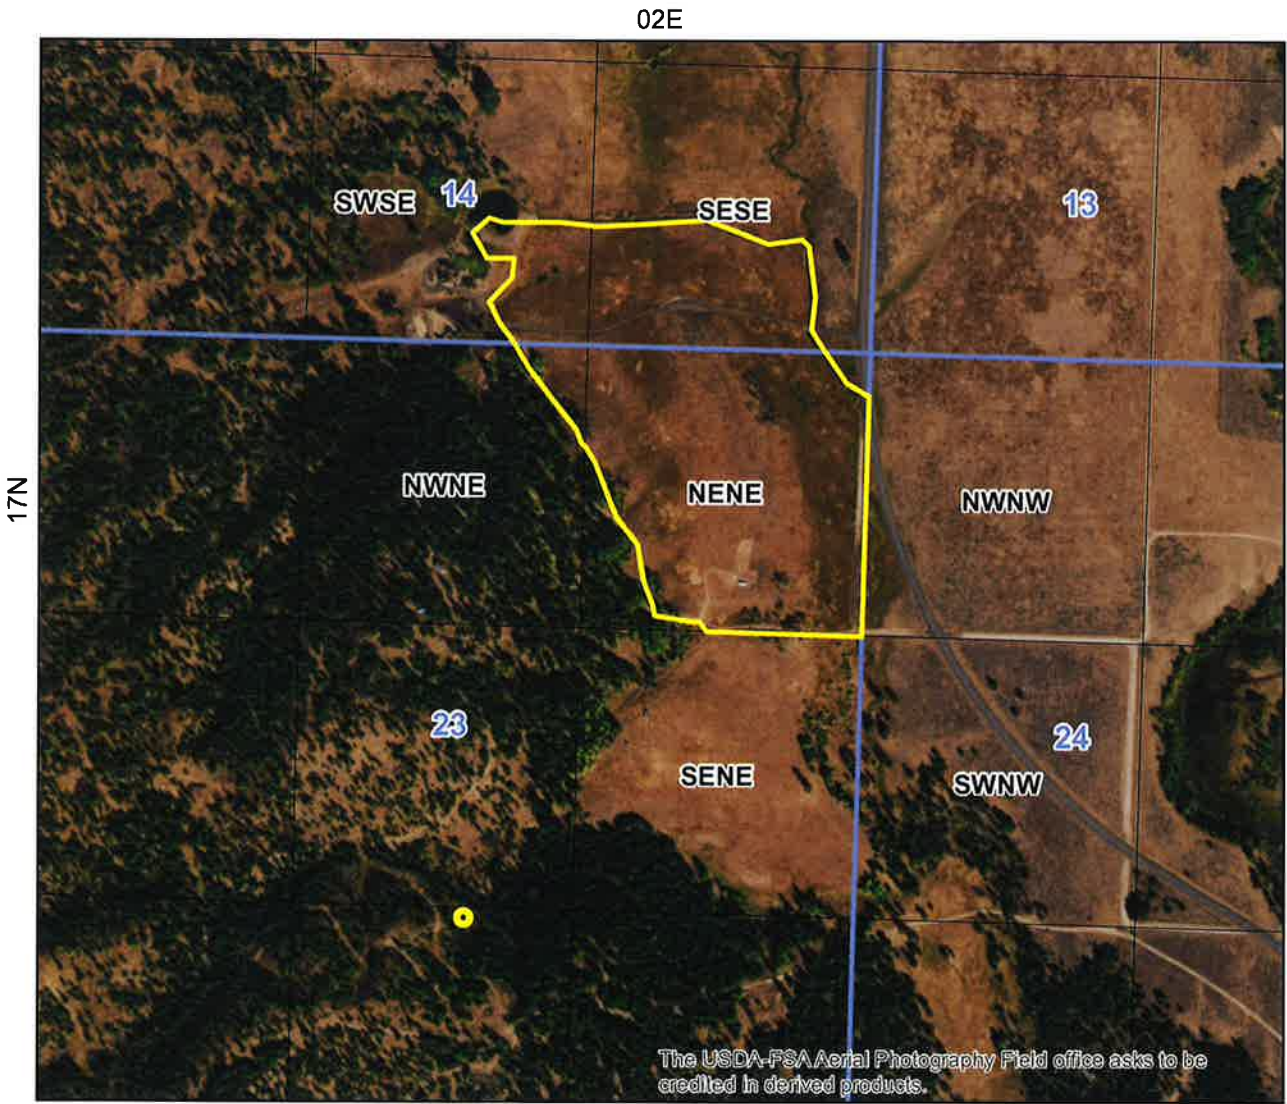 02E
17N
SWSE
14
SESE
13
NWNE
NENE
NWNW
23
SENE
24
SWNW
The USDA-FSA Aerial Photography Field office asks to be
credited in derived products.